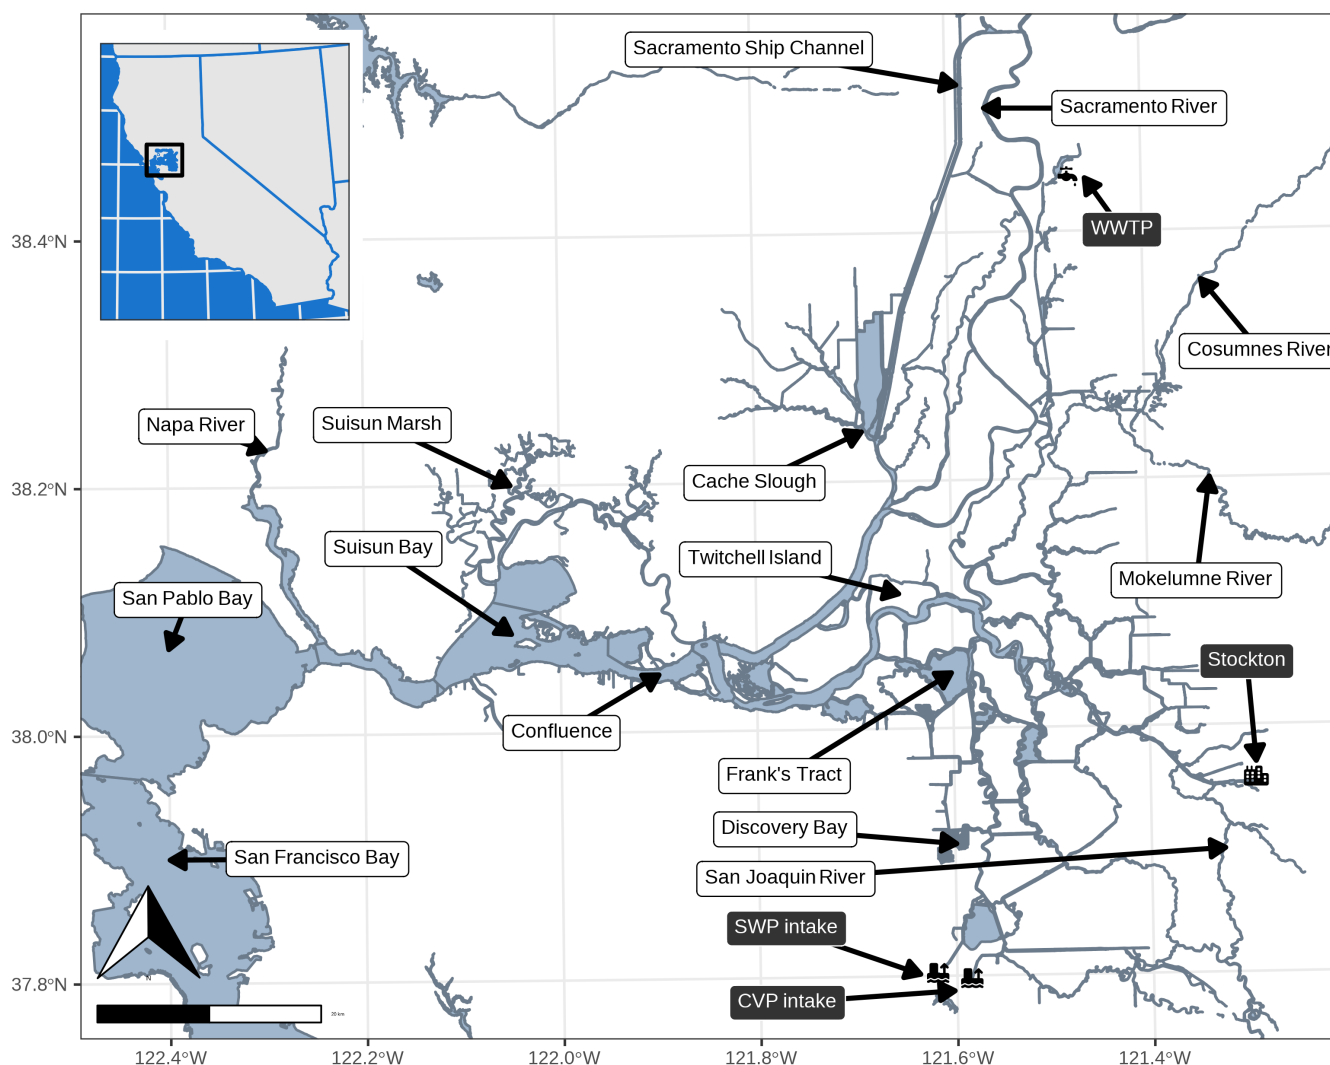 Sacramento Ship Channel
Sacramento River
WWTP
38.4°N
Cosumnes River
Napa River
Suisun Marsh
Cache Slough
38.2°N
Suisun Bay
Twitchell Island
Mokelumne River
San Pablo Bay
Stockton
Confluence
38.0°N
Frank's Tract
Discovery Bay
San Francisco Bay
San Joaquin River
SWP intake
N
37.8°N
CVP intake
20 km
122.4°W 122.2°W 122.0°W 121.8°W 121.6°W 121.4°W